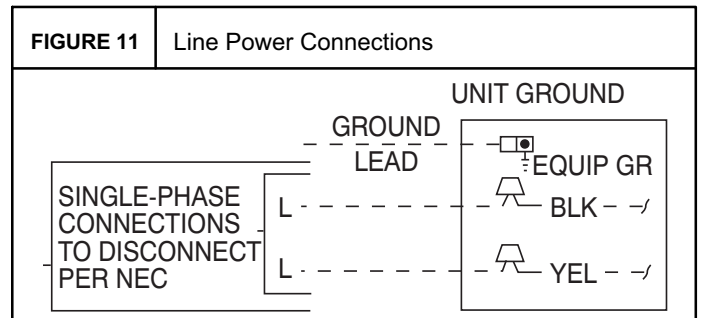 FIGURE 11
Line Power Connections
UNIT GROUND
GROUND
LEAD
EQUIP GR
SINGLE-PHASE
CONNECTIONS
TO DISCONNECT
PER NEC
L
BLK
L
YEL